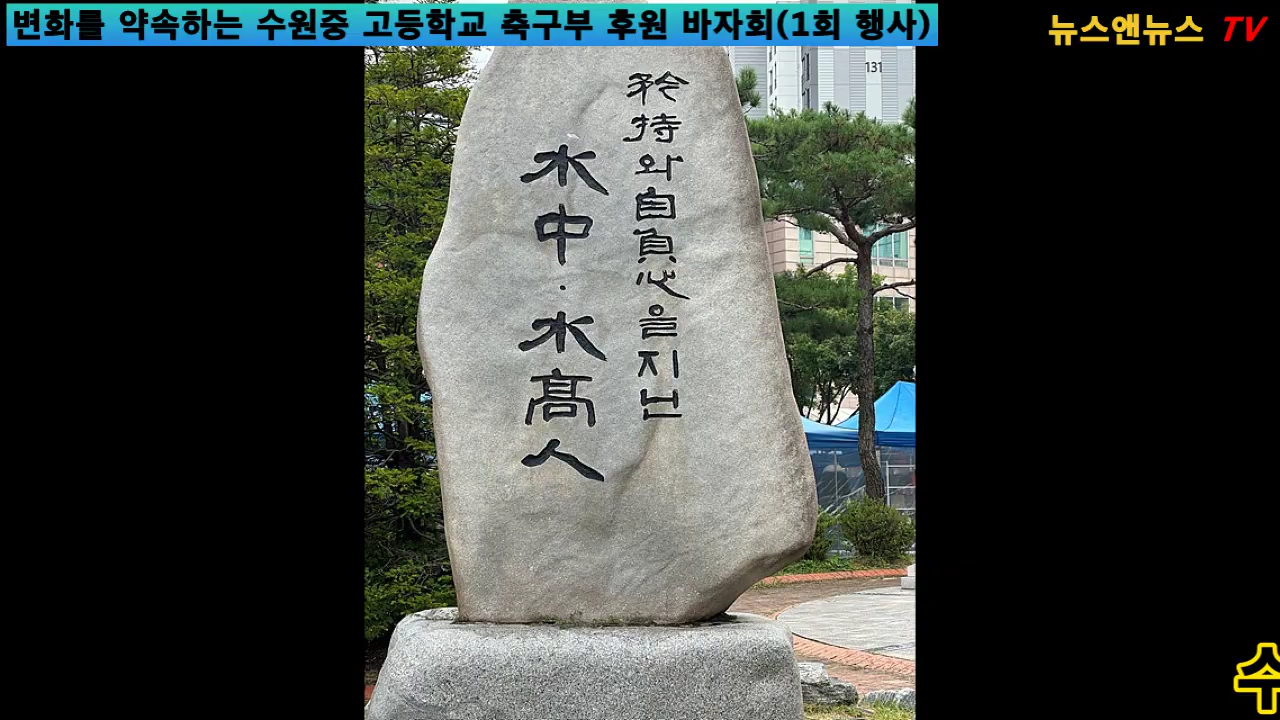 변화를 약속하는 수원중 고등학교 축구부 후원 바자회(1회 행사)
뉴스앤뉴스 TV
131
矜持와自負心을지닌
水中·水高人
수